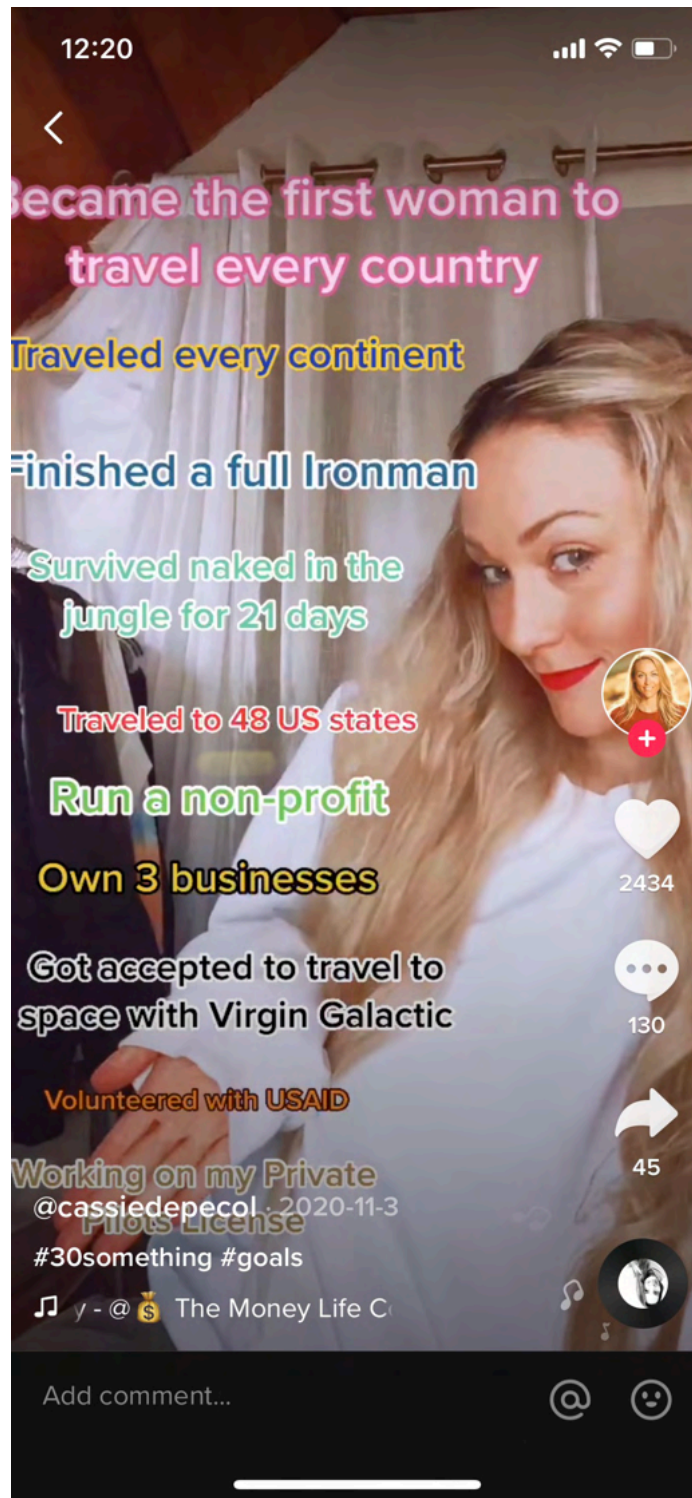 12:20
Became the first woman to
travel every country
Traveled every continent
Finished a full Ironman
Survived naked in the
jungle for 21 days
Traveled to 48 US states
Run a non-profit
Own 3 businesses
Got accepted to travel to
space with Virgin Galactic
Volunteered with USAID
Working on my Private
Pilots License
@cassiedepecol · 2020-11-3
#30something #goals
y - @💰 The Money Life C
2434
130
45
Add comment...